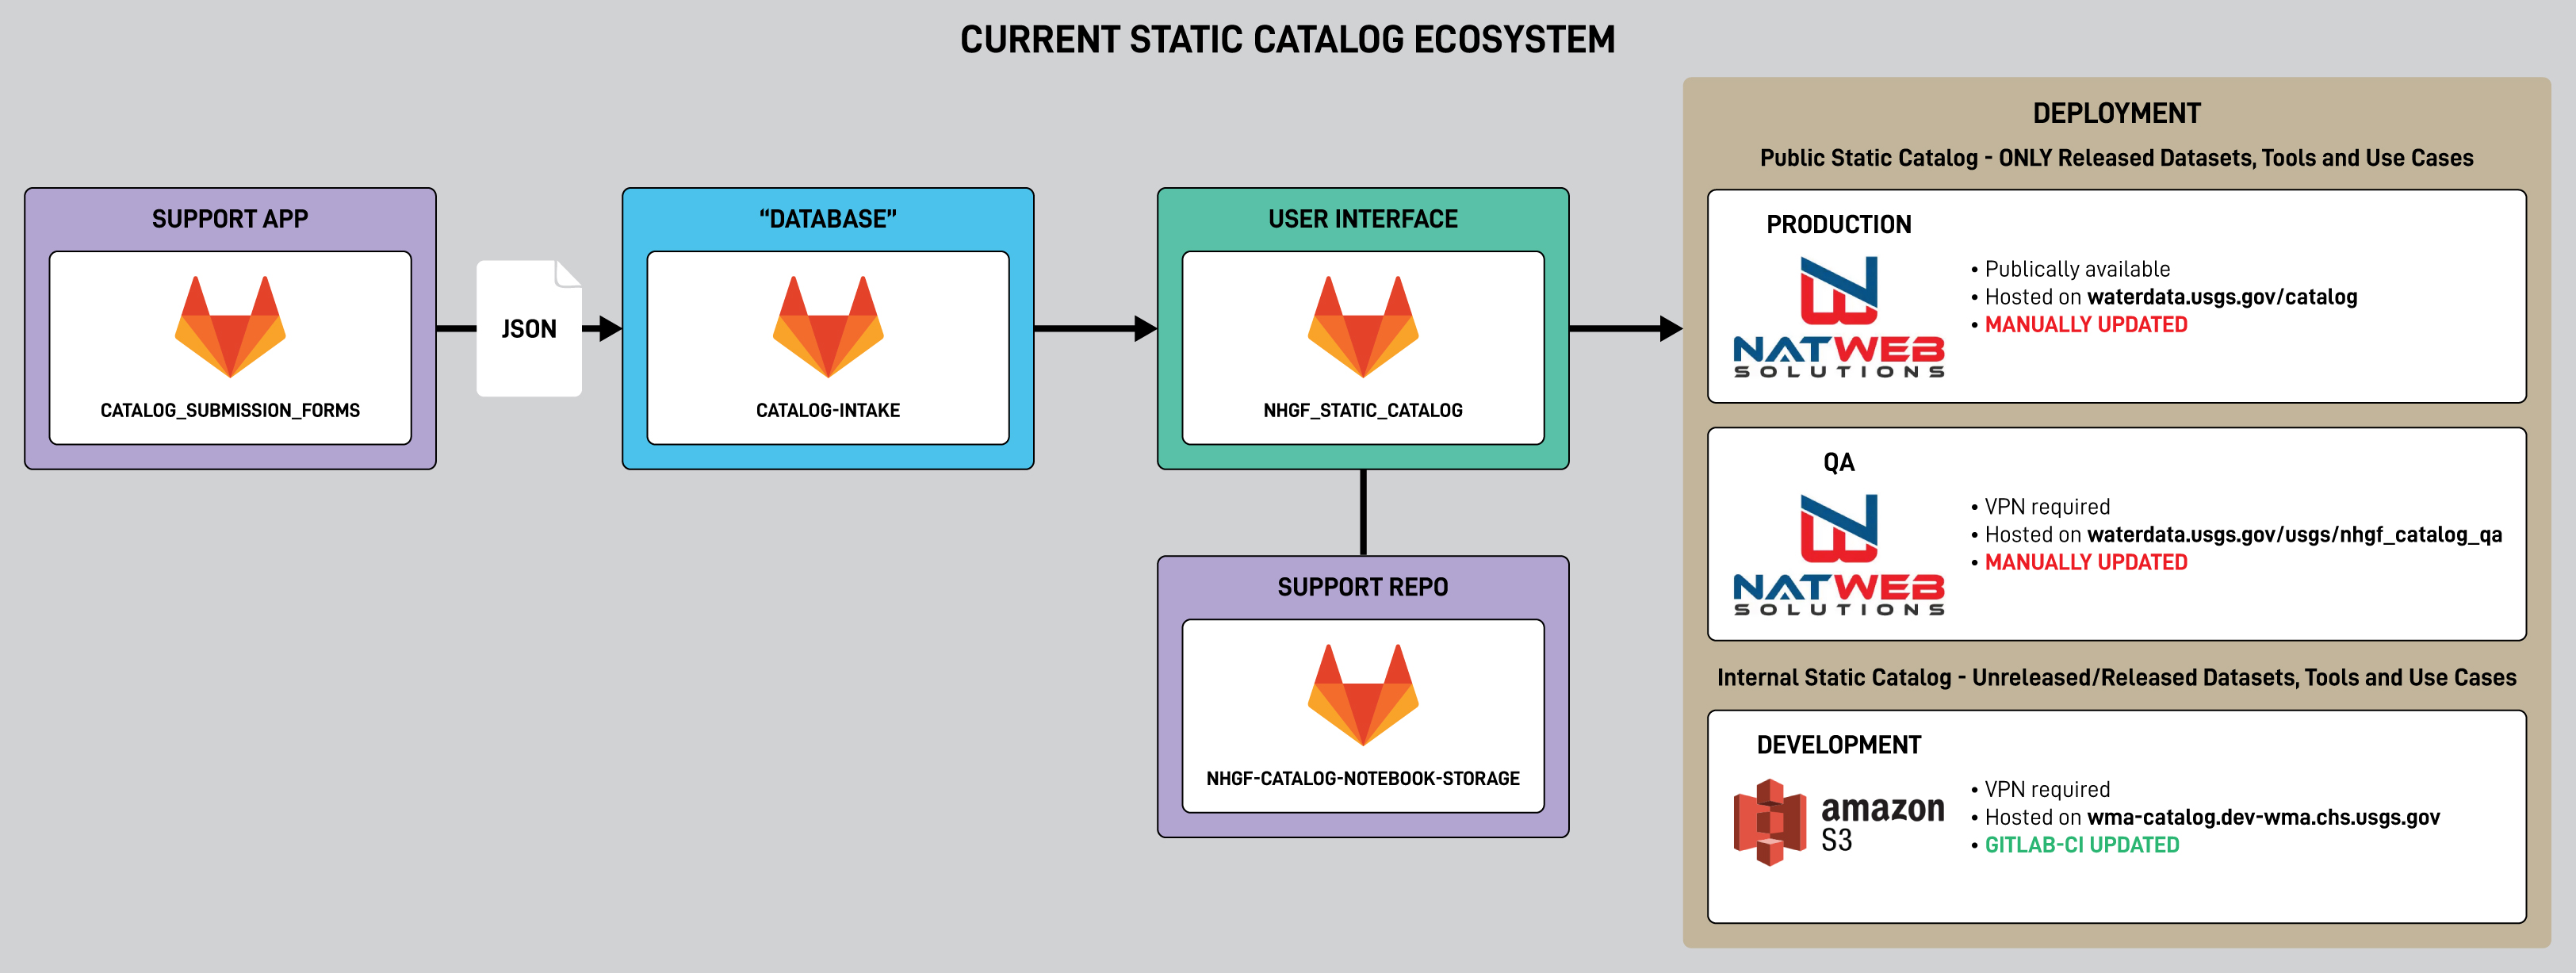 CURRENT STATIC CATALOG ECOSYSTEM
SUPPORT APP
CATALOG_SUBMISSION_FORMS
JSON
“DATABASE”
CATALOG-INTAKE
USER INTERFACE
NHGF_STATIC_CATALOG
SUPPORT REPO
NHGF-CATALOG-NOTEBOOK-STORAGE
DEPLOYMENT
Public Static Catalog - ONLY Released Datasets, Tools and Use Cases
PRODUCTION
NATWEB
SOLUTIONS
• Publically available
• Hosted on waterdata.usgs.gov/catalog
• MANUALLY UPDATED
QA
NATWEB
SOLUTIONS
• VPN required
• Hosted on waterdata.usgs.gov/usgs/nhgf_catalog_qa
• MANUALLY UPDATED
Internal Static Catalog - Unreleased/Released Datasets, Tools and Use Cases
DEVELOPMENT
amazon
S3
• VPN required
• Hosted on wma-catalog.dev-wma.chs.usgs.gov
• GITLAB-CI UPDATED